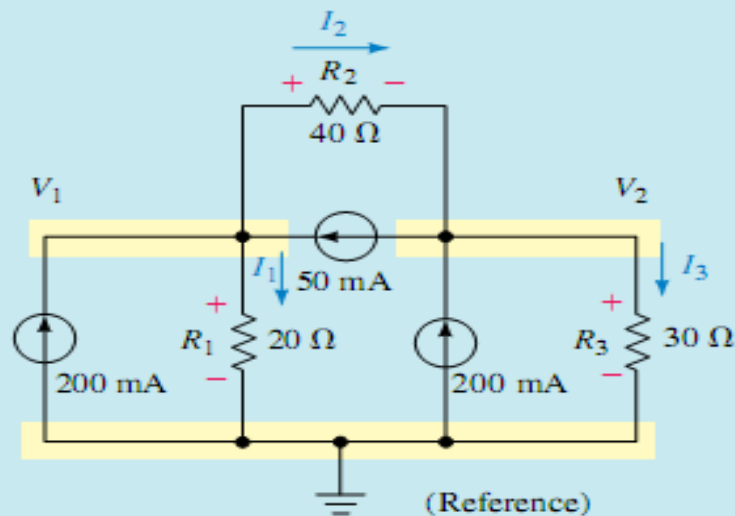 I₂
+ R₂ −
40 Ω
V₁
V₂
I₁
50 mA
I₃
+
R₁
20 Ω
−
+
R₃
30 Ω
−
200 mA
200 mA
(Reference)